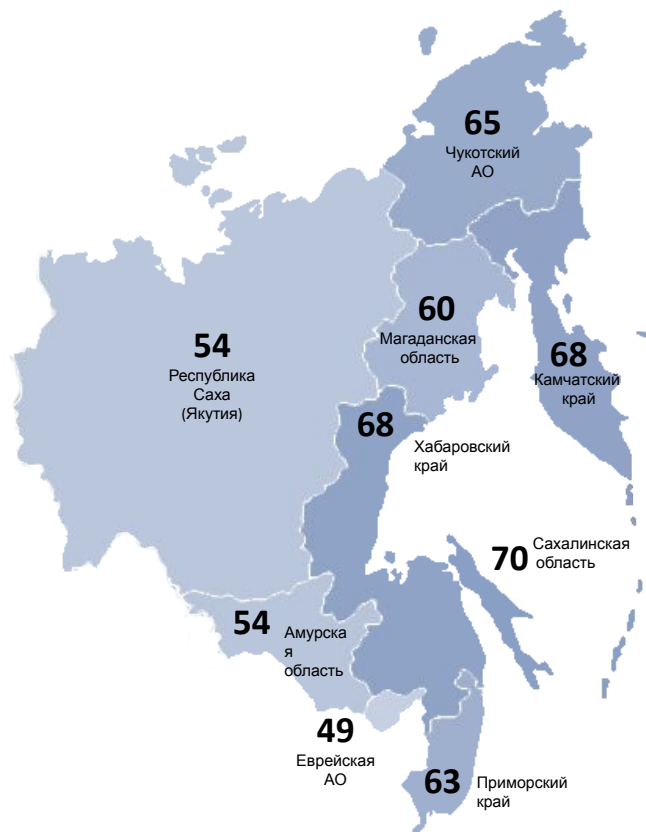 65
Чукотский
АО
60
Магаданская
область
54
Республика
Саха
(Якутия)
68
Камчатский
край
68
Хабаровский
край
70
Сахалинская
область
54
Амурска
я
область
49
Еврейская
АО
63
Приморский
край